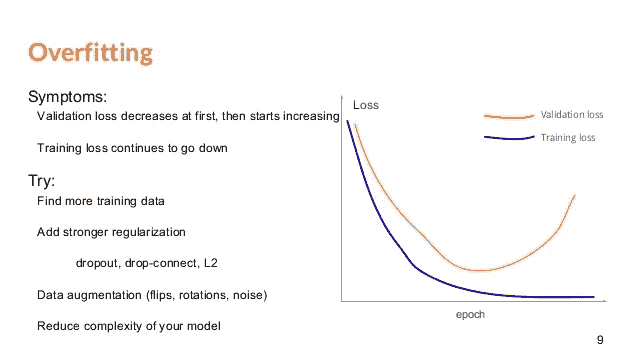 Overfitting
Symptoms:
Validation loss decreases at first, then starts increasing
Training loss continues to go down
Try:
Find more training data
Add stronger regularization
dropout, drop-connect, L2
Data augmentation (flips, rotations, noise)
Reduce complexity of your model
Loss
Validation loss
Training loss
epoch
9